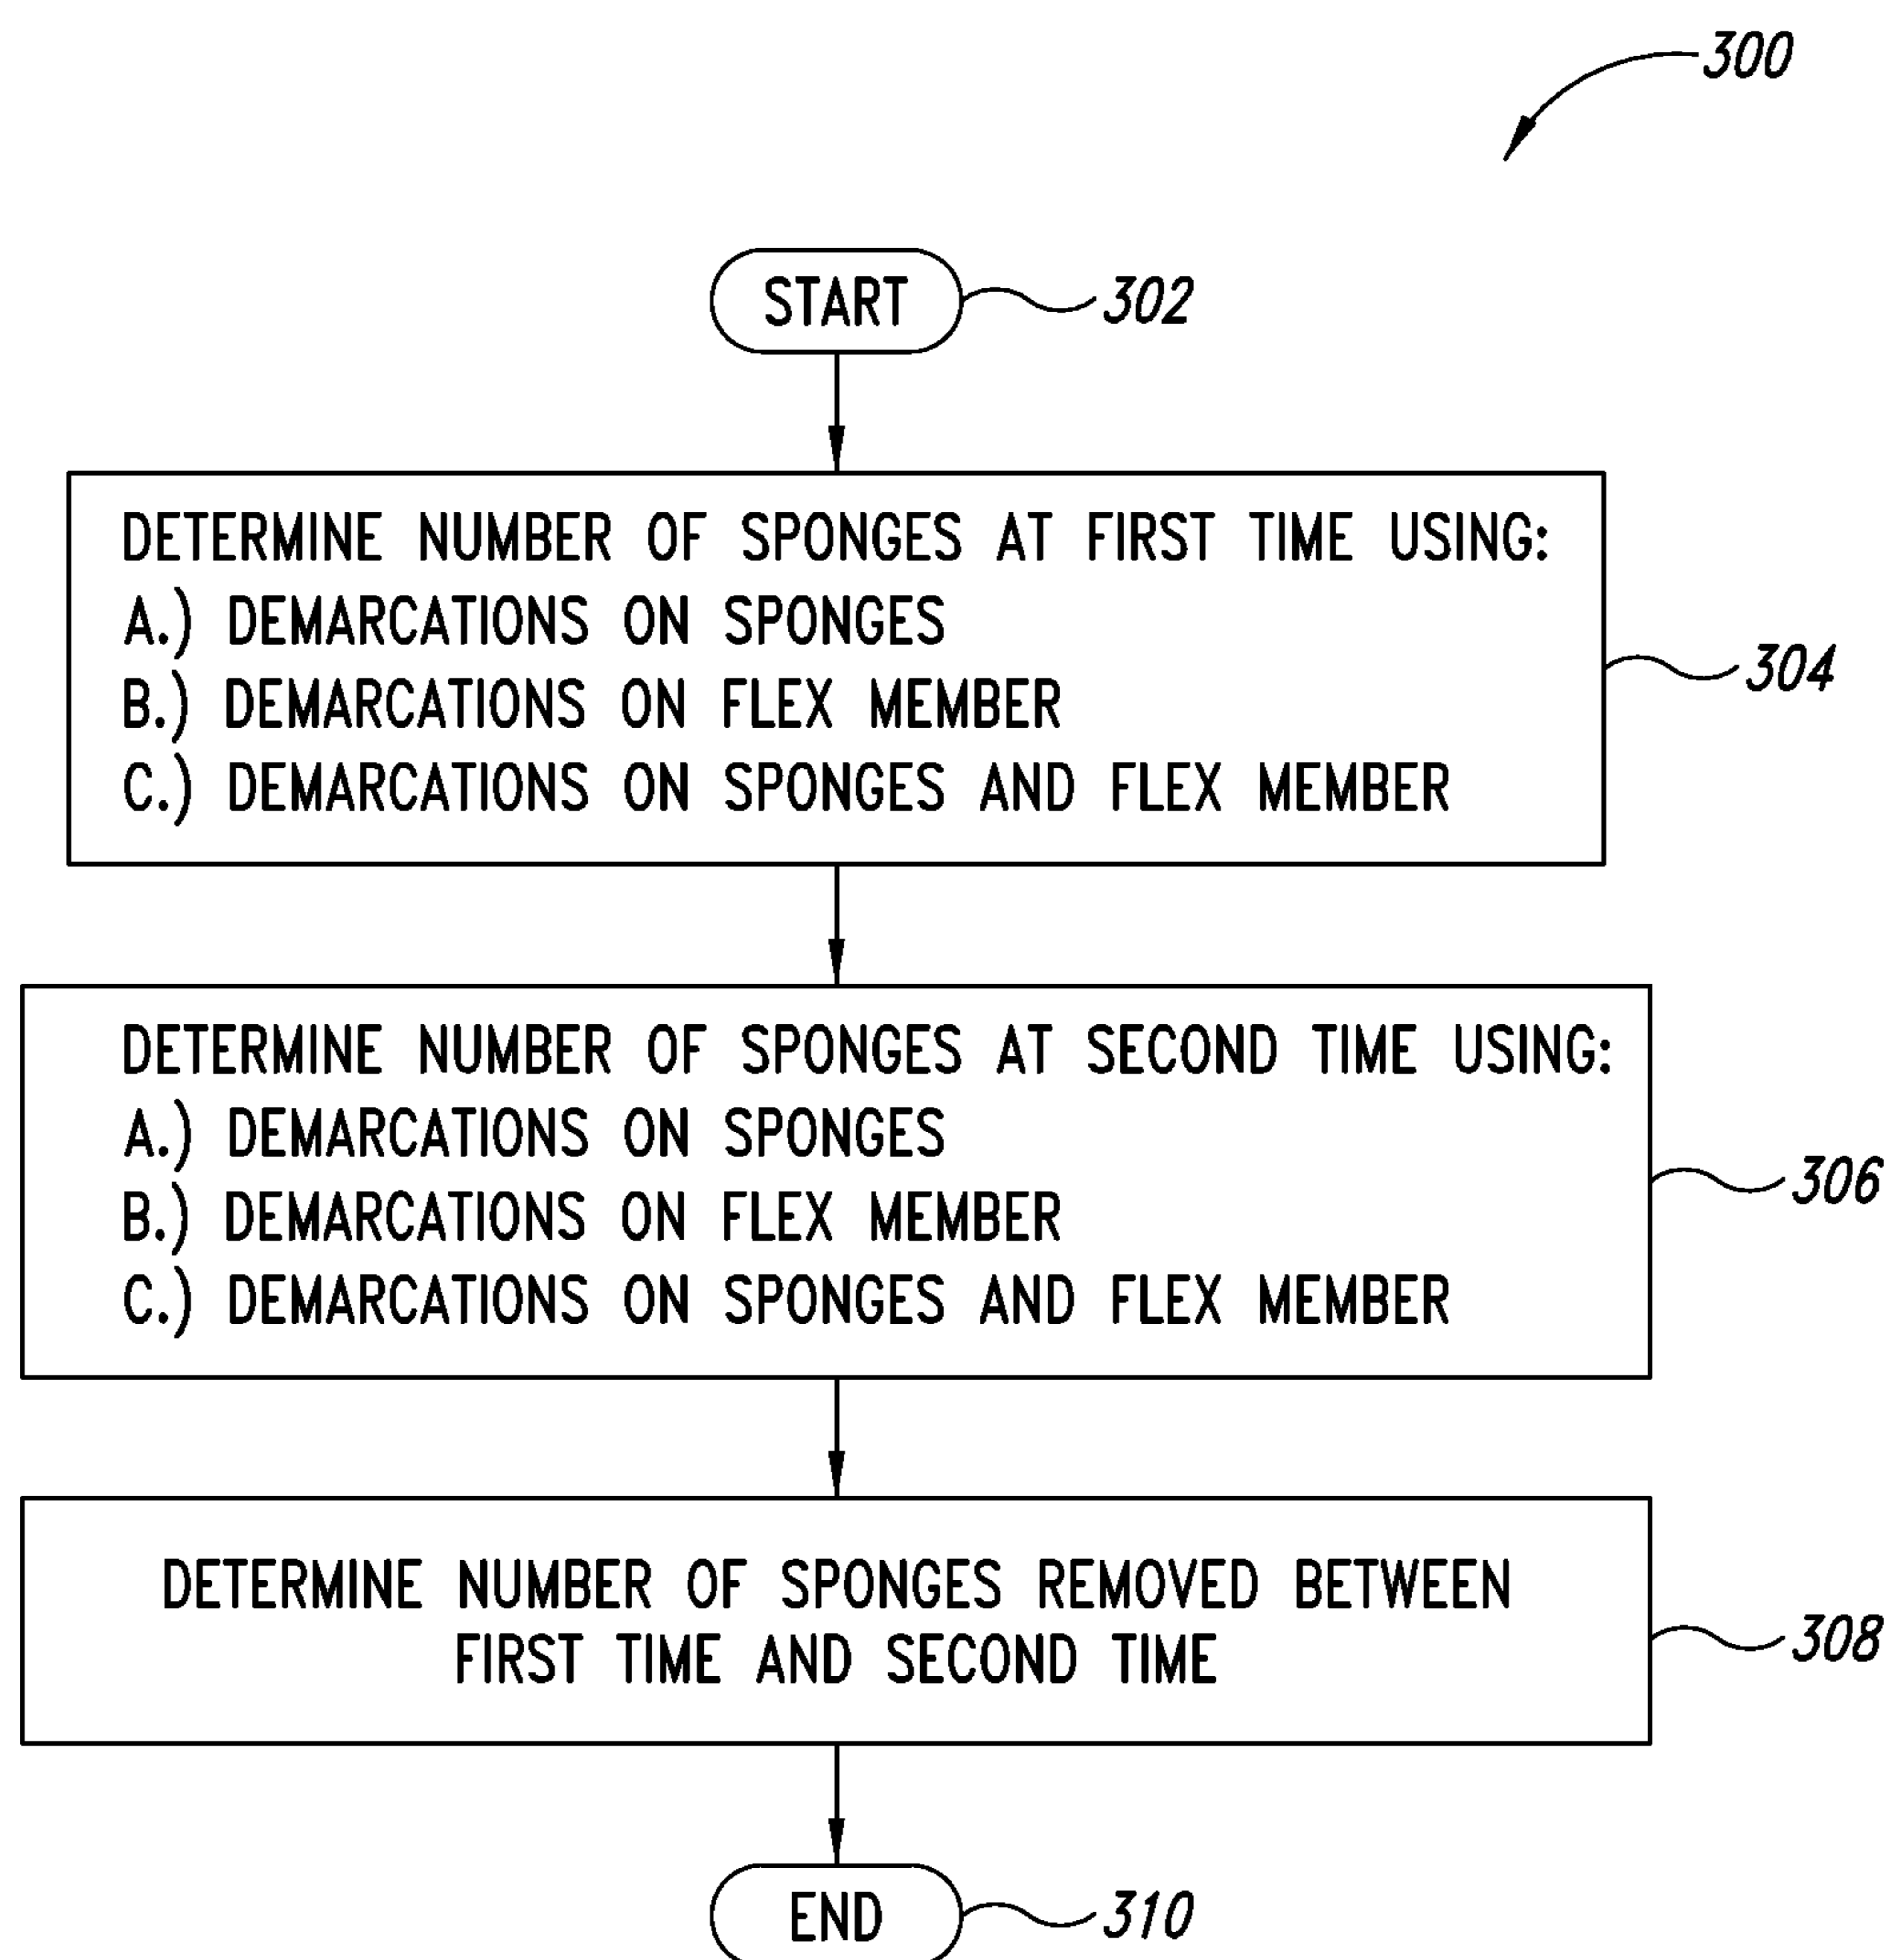 300
START
302
DETERMINE NUMBER OF SPONGES AT FIRST TIME USING:
A.) DEMARCATIONS ON SPONGES
B.) DEMARCATIONS ON FLEX MEMBER
C.) DEMARCATIONS ON SPONGES AND FLEX MEMBER
304
DETERMINE NUMBER OF SPONGES AT SECOND TIME USING:
A.) DEMARCATIONS ON SPONGES
B.) DEMARCATIONS ON FLEX MEMBER
C.) DEMARCATIONS ON SPONGES AND FLEX MEMBER
306
DETERMINE NUMBER OF SPONGES REMOVED BETWEEN
FIRST TIME AND SECOND TIME
308
END
310